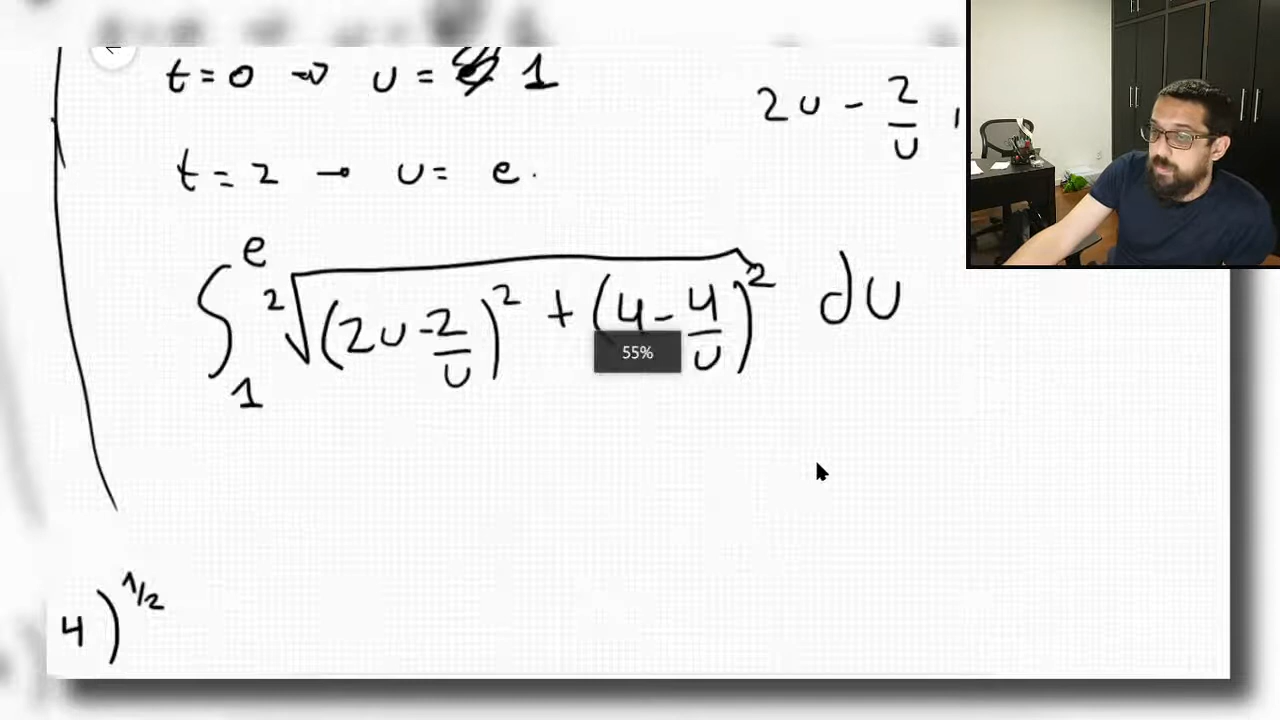 t = 0 → u = 1
2u - 2/u
t = 2 → u = e.
∫₁ᵉ ²√((2u - 2/u)² + (4 - 4/u)²) du
55%
4)^1/2